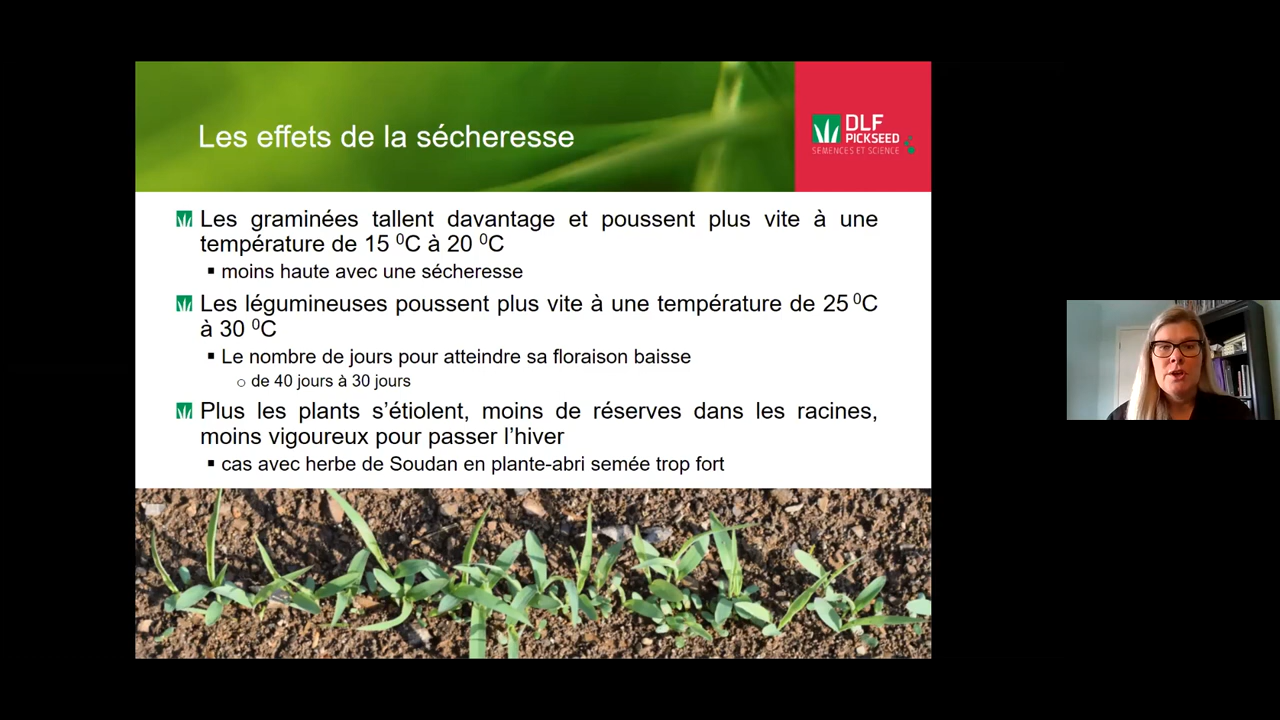 Les effets de la sécheresse
DLF
PICKSEED
SEMENCES ET SCIENCE
Les graminées tallent davantage et poussent plus vite à une
température de 15 ⁰C à 20 ⁰C
▪ moins haute avec une sécheresse
Les légumineuses poussent plus vite à une température de 25 ⁰C
à 30 ⁰C
▪ Le nombre de jours pour atteindre sa floraison baisse
o de 40 jours à 30 jours
Plus les plants s’étiolent, moins de réserves dans les racines,
moins vigoureux pour passer l’hiver
▪ cas avec herbe de Soudan en plante-abri semée trop fort